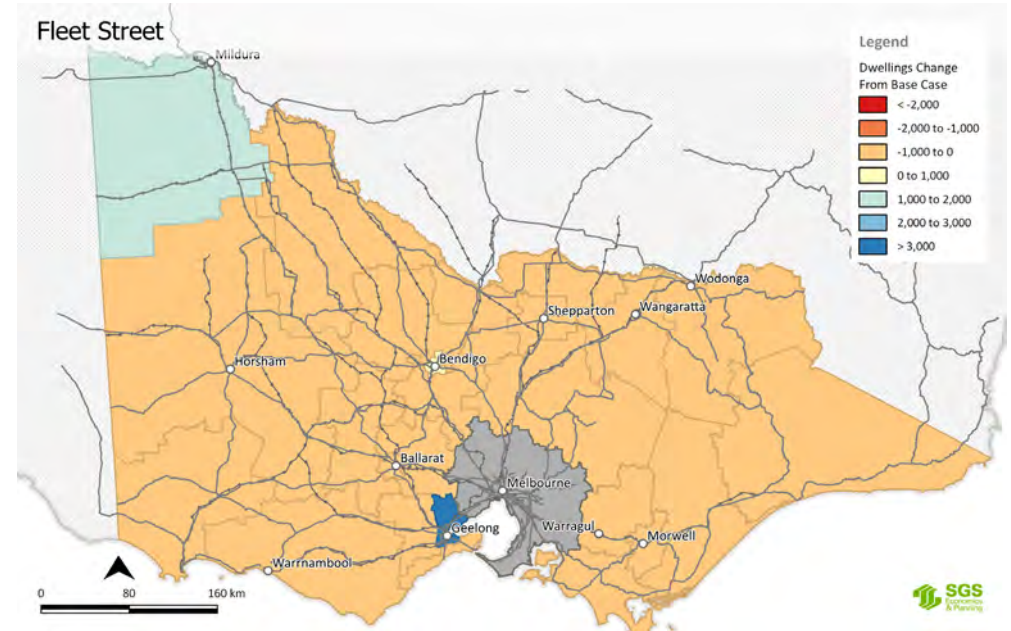 Fleet Street
Mildura
Legend
Dwellings Change
From Base Case
< -2,000
-2,000 to -1,000
-1,000 to 0
0 to 1,000
1,000 to 2,000
2,000 to 3,000
> 3,000
Wodonga
Shepparton
Wangaratta
Horsham
Bendigo
Ballarat
Melbourne
Geelong
Warragul
Morwell
Warrnambool
0 80 160 km
SGS
Economics
& Planning